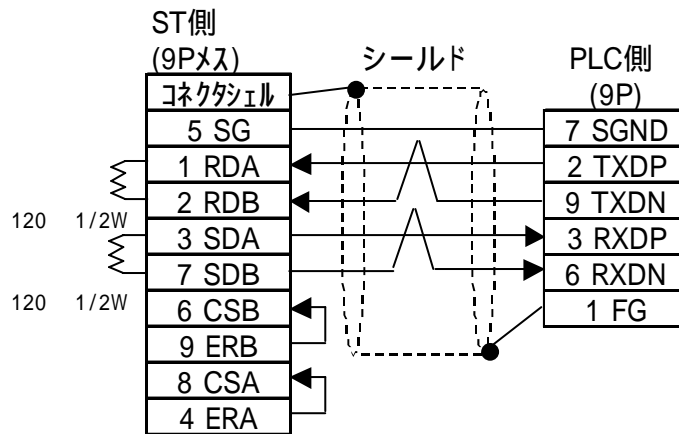 ST側
(9Pﾒｽ)
シールド
PLC側
(9P)
ｺﾈｸﾀｼｪﾙ
5 SG
7 SGND
1 RDA
2 TXDP
2 RDB
9 TXDN
120 1/2W
3 SDA
3 RXDP
7 SDB
6 RXDN
120 1/2W
6 CSB
1 FG
9 ERB
8 CSA
4 ERA